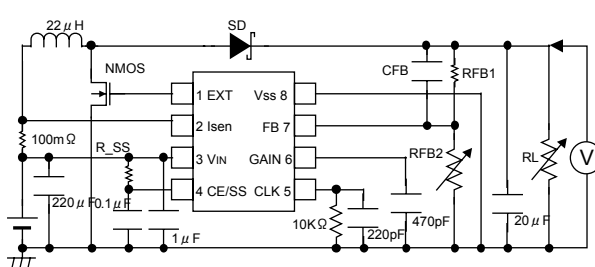 22μH
SD
NMOS
CFB
RFB1
1 EXT
Vss 8
2 Isen
FB 7
100mΩ
R_SS
3 VIN
GAIN 6
RFB2
RL
V
4 CE/SS
CLK 5
220μF
0.1μF
1μF
10KΩ
220pF
470pF
20μF